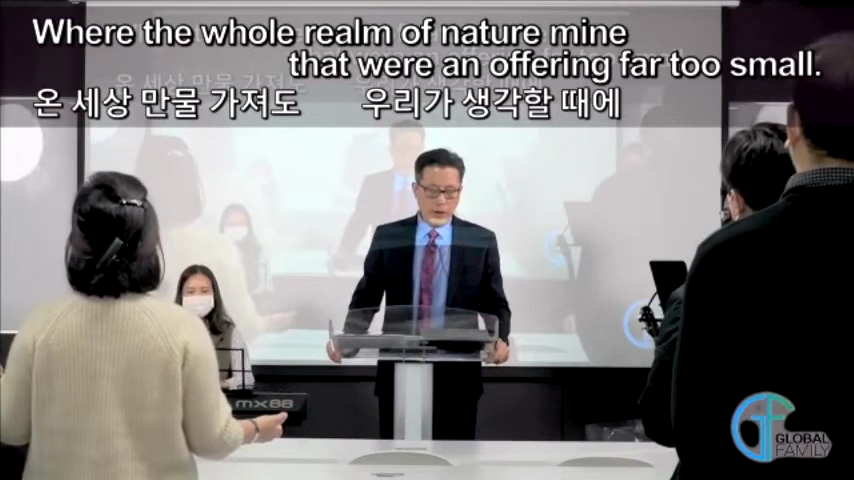 Where the whole realm of nature mine
that were an offering far too small.
온 세상 만물 가져도 우리가 생각할 때에
mx88
GF GLOBAL
FAMILY